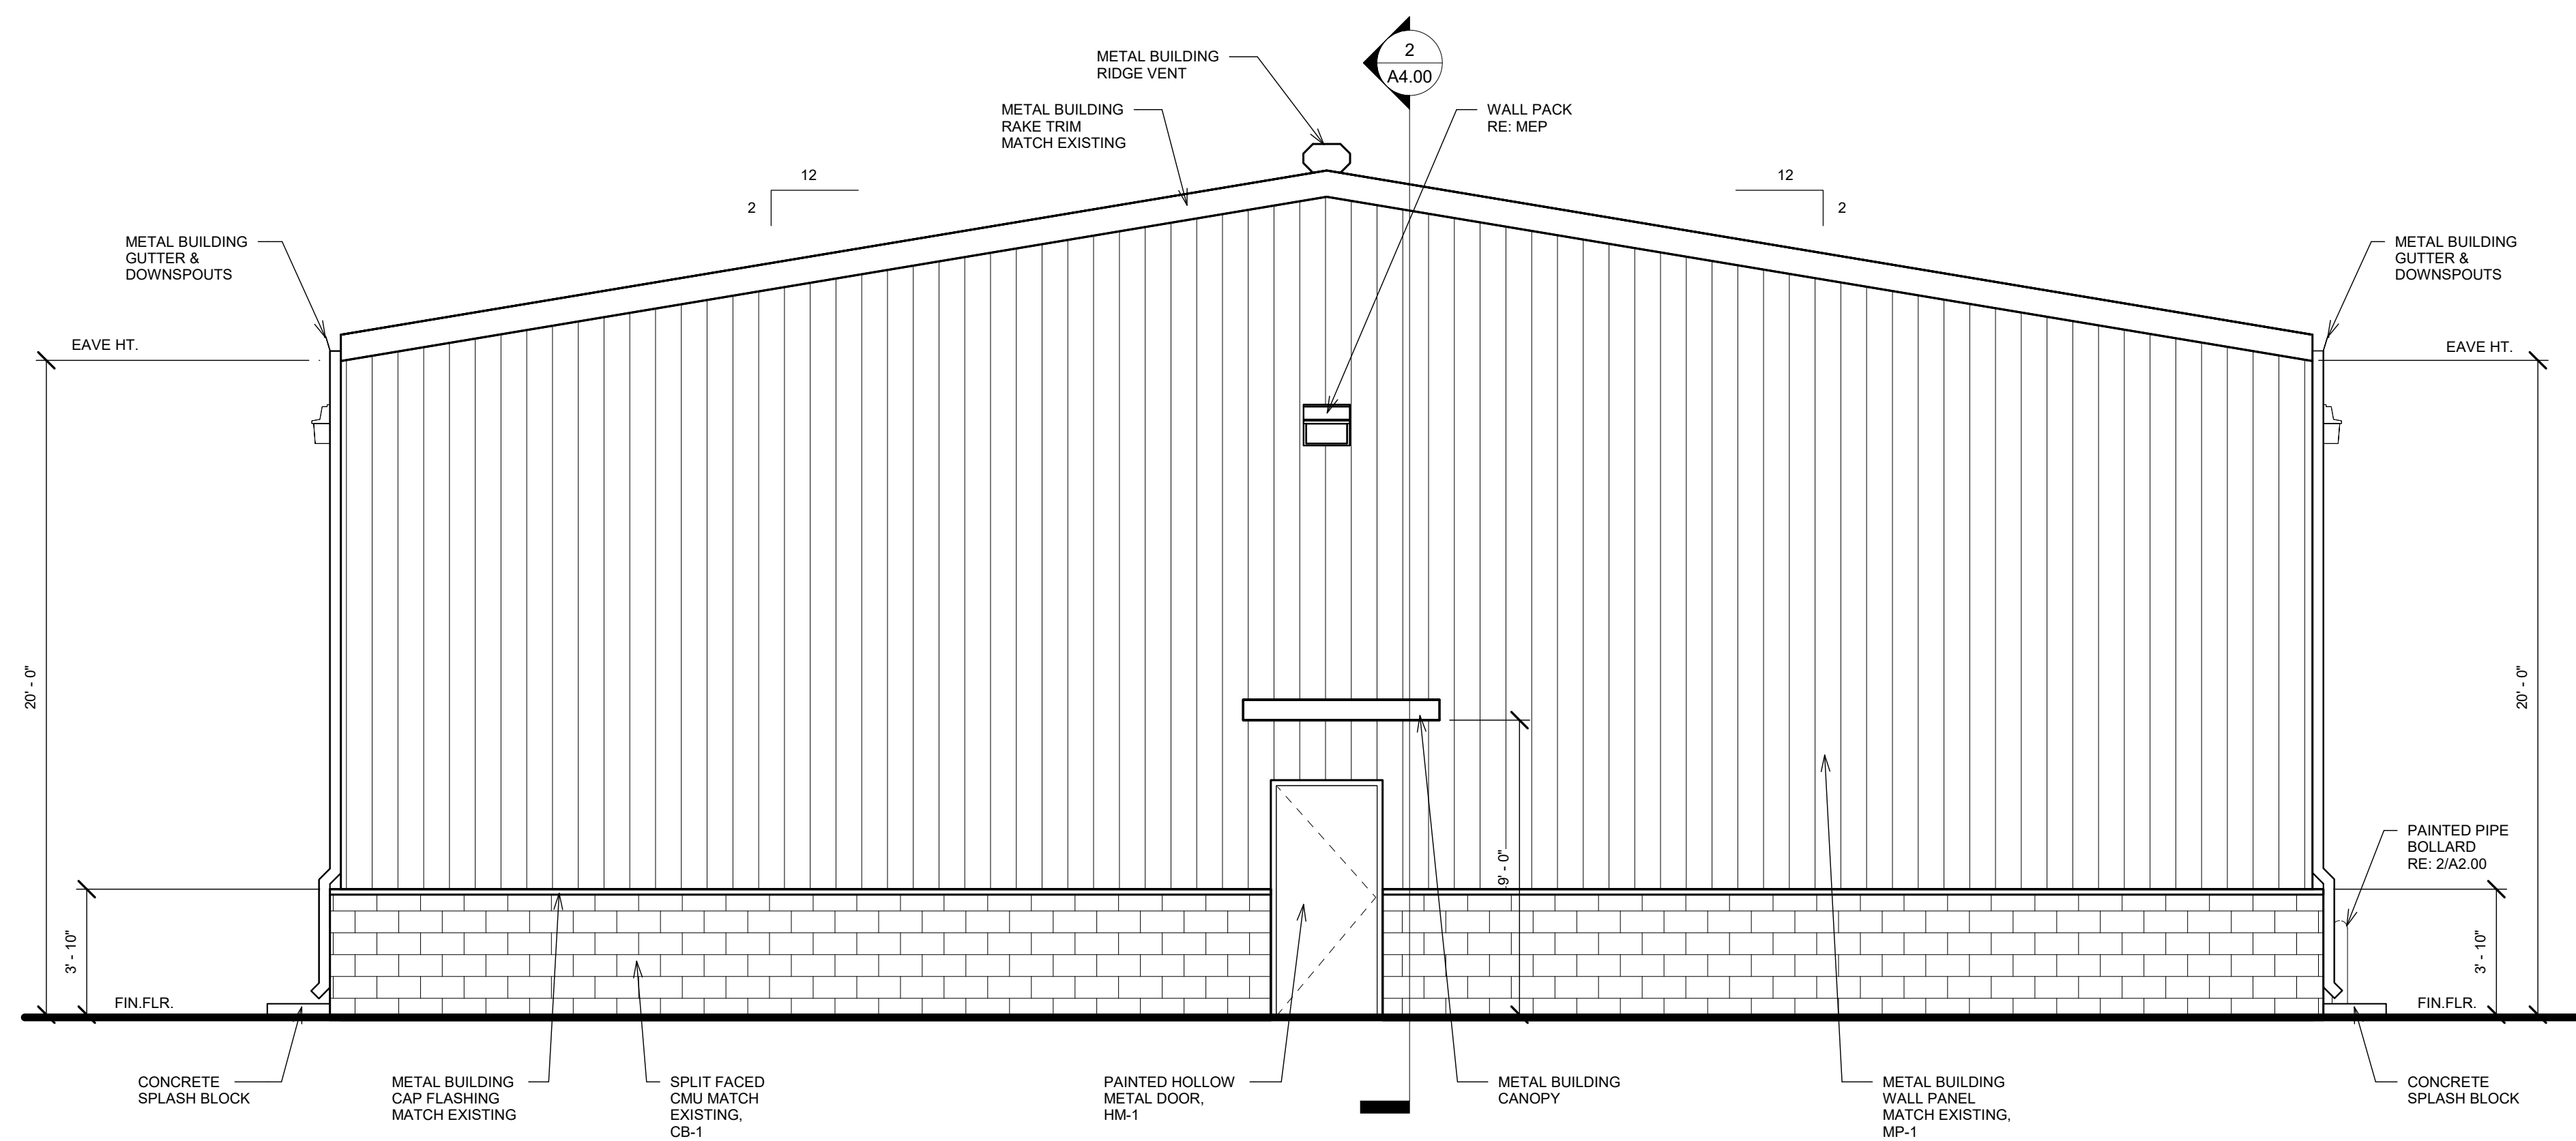 2
A4.00
METAL BUILDING
RIDGE VENT
METAL BUILDING
RAKE TRIM
MATCH EXISTING
WALL PACK
RE: MEP
12
2
12
2
METAL BUILDING
GUTTER &
DOWNSPOUTS
METAL BUILDING
GUTTER &
DOWNSPOUTS
EAVE HT.
EAVE HT.
20' - 0"
20' - 0"
9' - 0"
PAINTED PIPE
BOLLARD
RE: 2/A2.00
3' - 10"
3' - 10"
FIN.FLR.
FIN.FLR.
CONCRETE
SPLASH BLOCK
METAL BUILDING
CAP FLASHING
MATCH EXISTING
SPLIT FACED
CMU MATCH
EXISTING,
CB-1
PAINTED HOLLOW
METAL DOOR,
HM-1
METAL BUILDING
CANOPY
METAL BUILDING
WALL PANEL
MATCH EXISTING,
MP-1
CONCRETE
SPLASH BLOCK